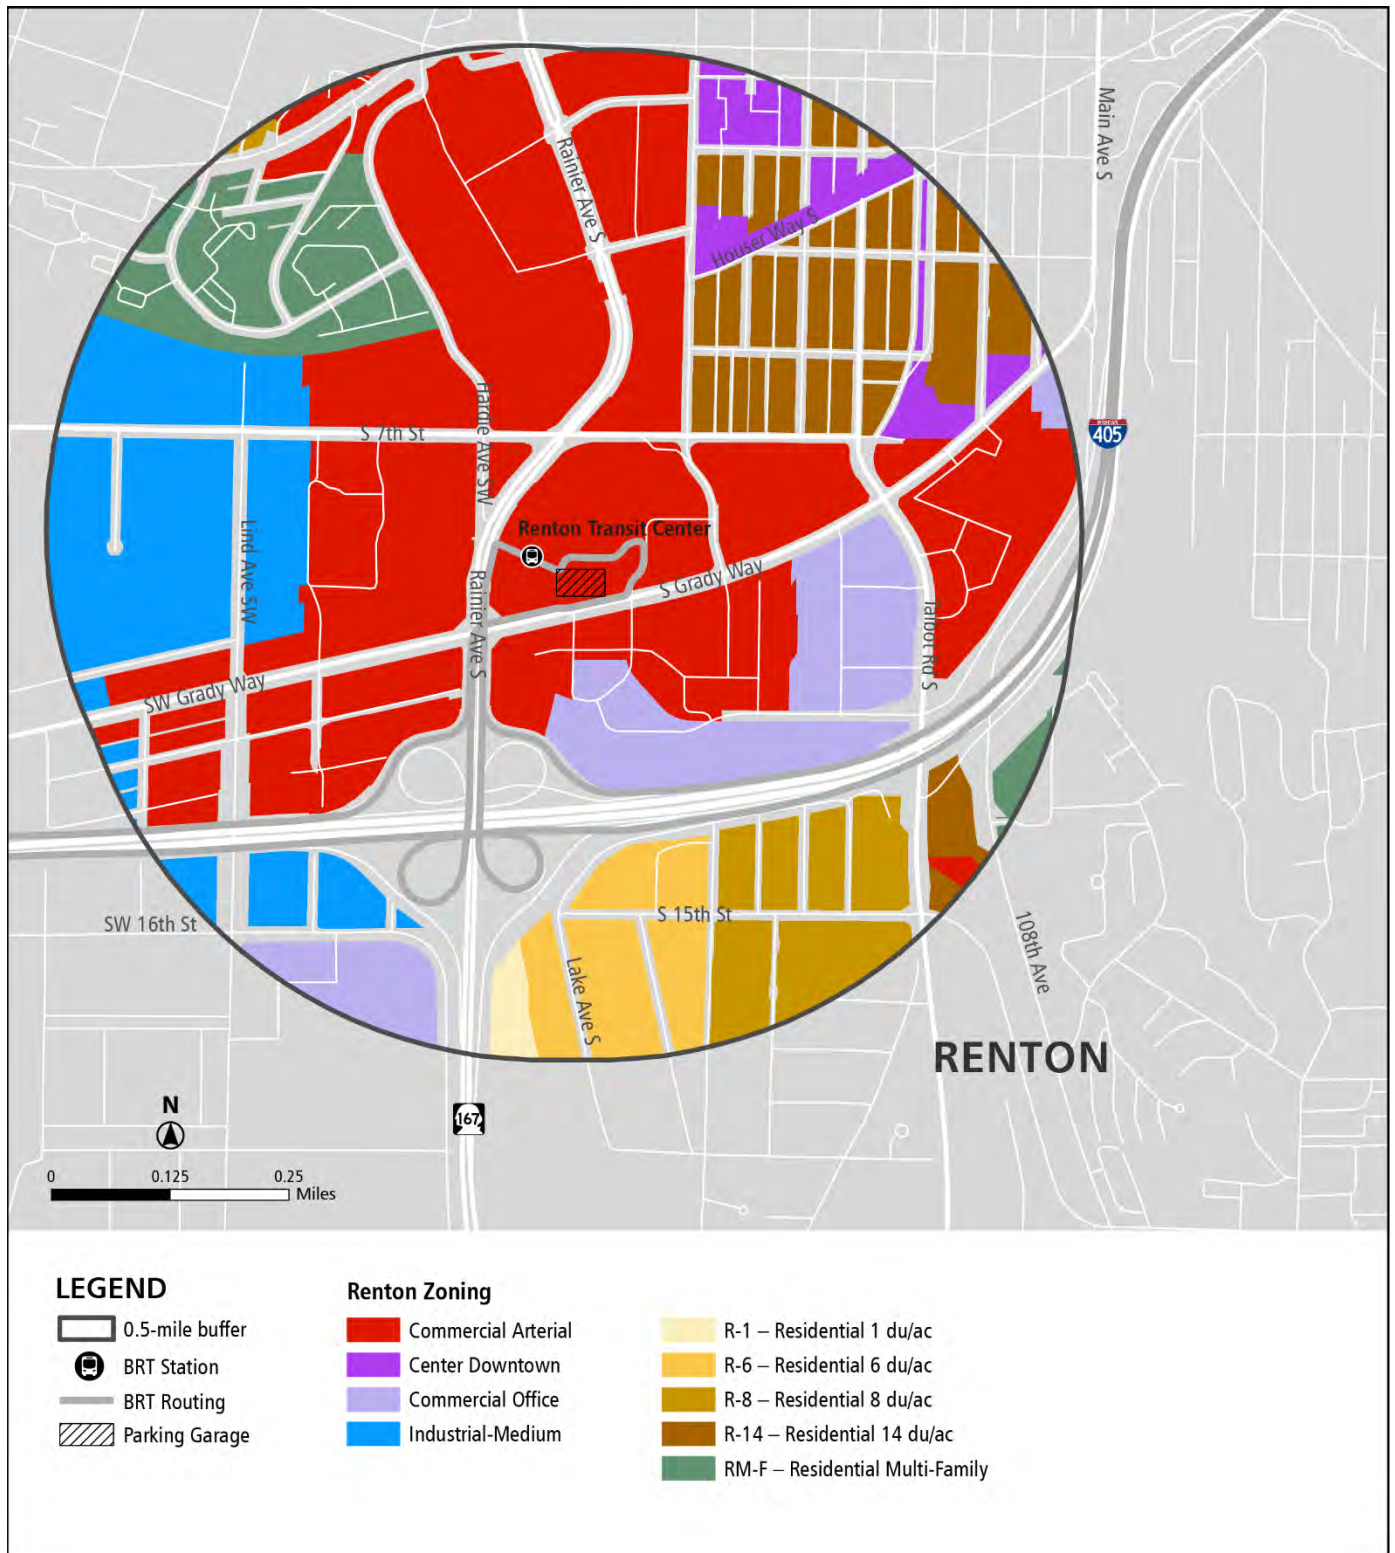 Main Ave S
Rainier Ave S
Houser Way S
INTERSTATE
405
S 7th St
Hardie Ave SW
Lind Ave SW
Renton Transit Center
S Grady Way
Rainier Ave S
Talbot Rd S
SW Grady Way
SW 16th St
S 15th St
Lake Ave S
108th Ave
RENTON
N
167
0 0.125 0.25
Miles
LEGEND
0.5-mile buffer
BRT Station
BRT Routing
Parking Garage
Renton Zoning
Commercial Arterial
Center Downtown
Commercial Office
Industrial-Medium
R-1 – Residential 1 du/ac
R-6 – Residential 6 du/ac
R-8 – Residential 8 du/ac
R-14 – Residential 14 du/ac
RM-F – Residential Multi-Family